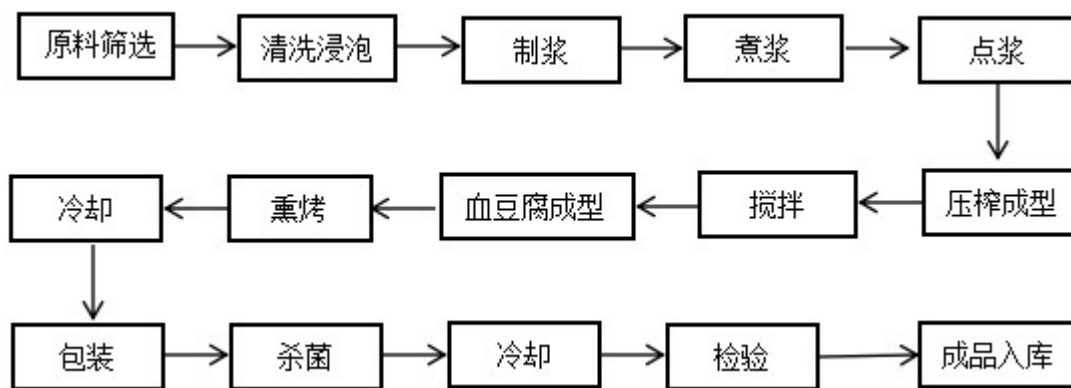 原料筛选
清洗浸泡
制浆
煮浆
点浆
压榨成型
搅拌
血豆腐成型
熏烤
冷却
包装
杀菌
冷却
检验
成品入库